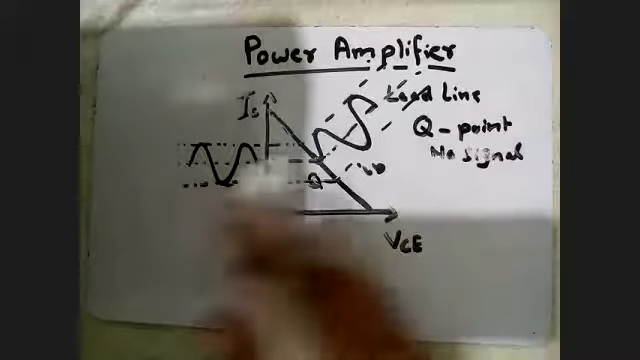 Power Amplifier
Ic
Load Line
Q-point
No signal
Q
VCE